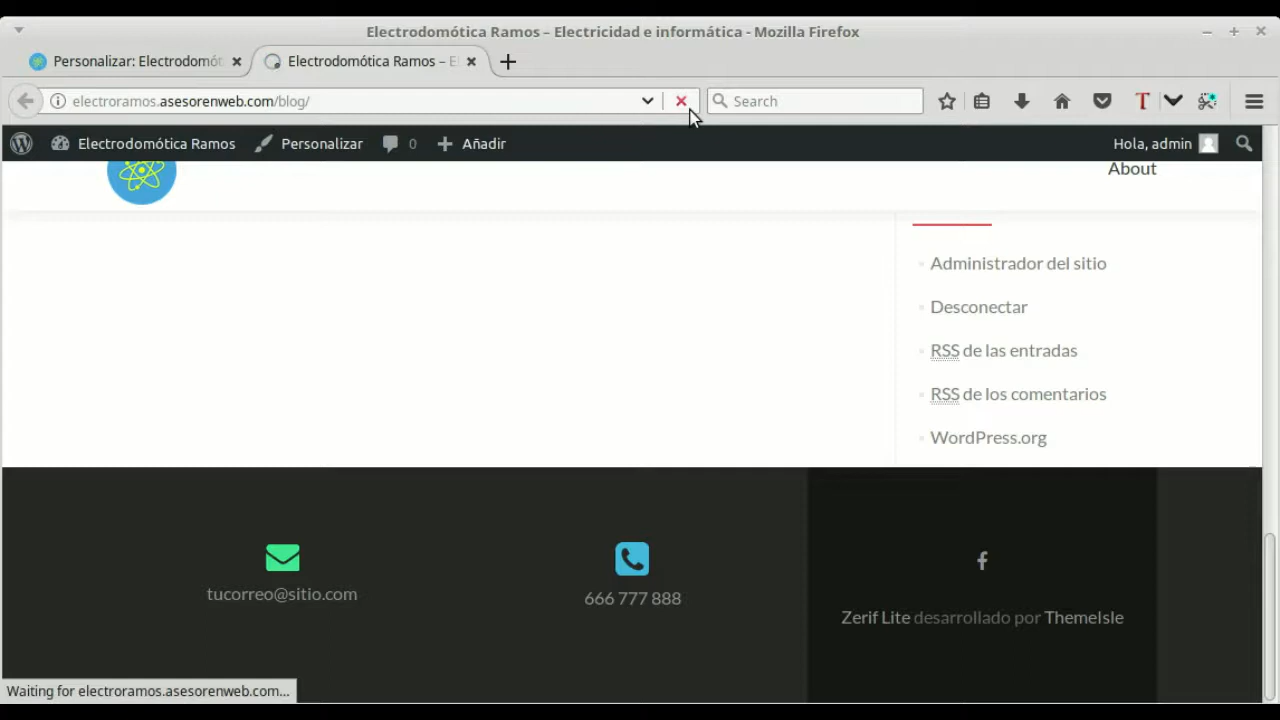 Electrodomótica Ramos – Electricidad e informática - Mozilla Firefox
Personalizar: Electrodomót
Electrodomótica Ramos – E
electroramos.asesorenweb.com/blog/
Search
Electrodomótica Ramos
Personalizar
0
Añadir
Hola, admin
About
Administrador del sitio
Desconectar
RSS de las entradas
RSS de los comentarios
WordPress.org
tucorreo@sitio.com
666 777 888
Zerif Lite desarrollado por ThemeIsle
Waiting for electroramos.asesorenweb.com...